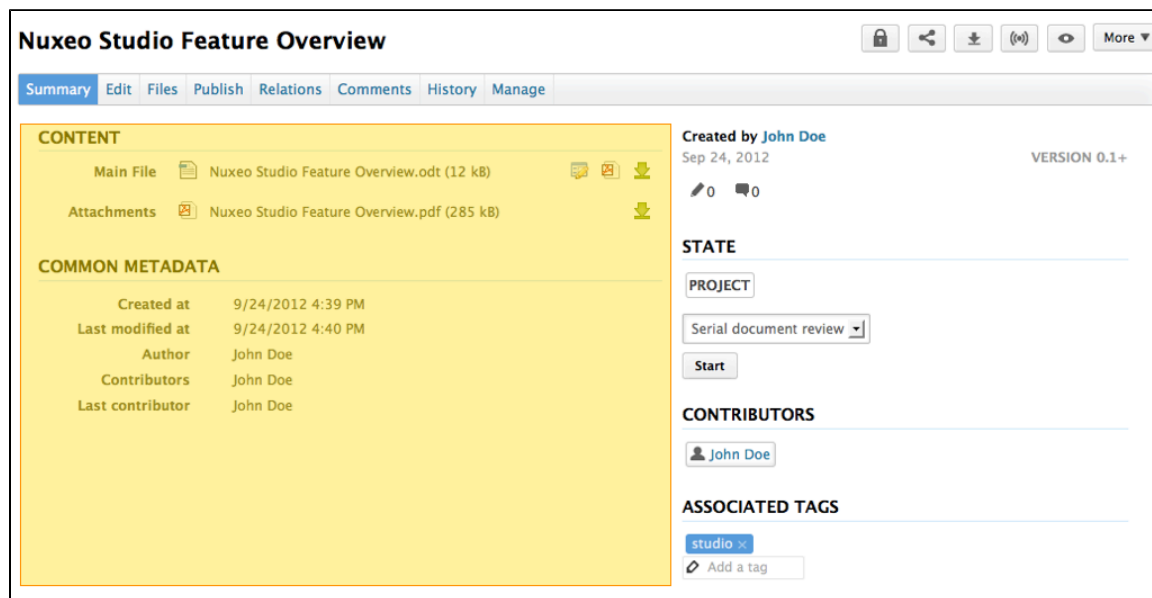 Nuxeo Studio Feature Overview
More ▼
Summary Edit Files Publish Relations Comments History Manage
CONTENT
Main File Nuxeo Studio Feature Overview.odt (12 kB)
Attachments Nuxeo Studio Feature Overview.pdf (285 kB)
COMMON METADATA
Created at 9/24/2012 4:39 PM
Last modified at 9/24/2012 4:40 PM
Author John Doe
Contributors John Doe
Last contributor John Doe
Created by John Doe
Sep 24, 2012 VERSION 0.1+
0 0
STATE
PROJECT
Serial document review
Start
CONTRIBUTORS
John Doe
ASSOCIATED TAGS
studio ×
Add a tag